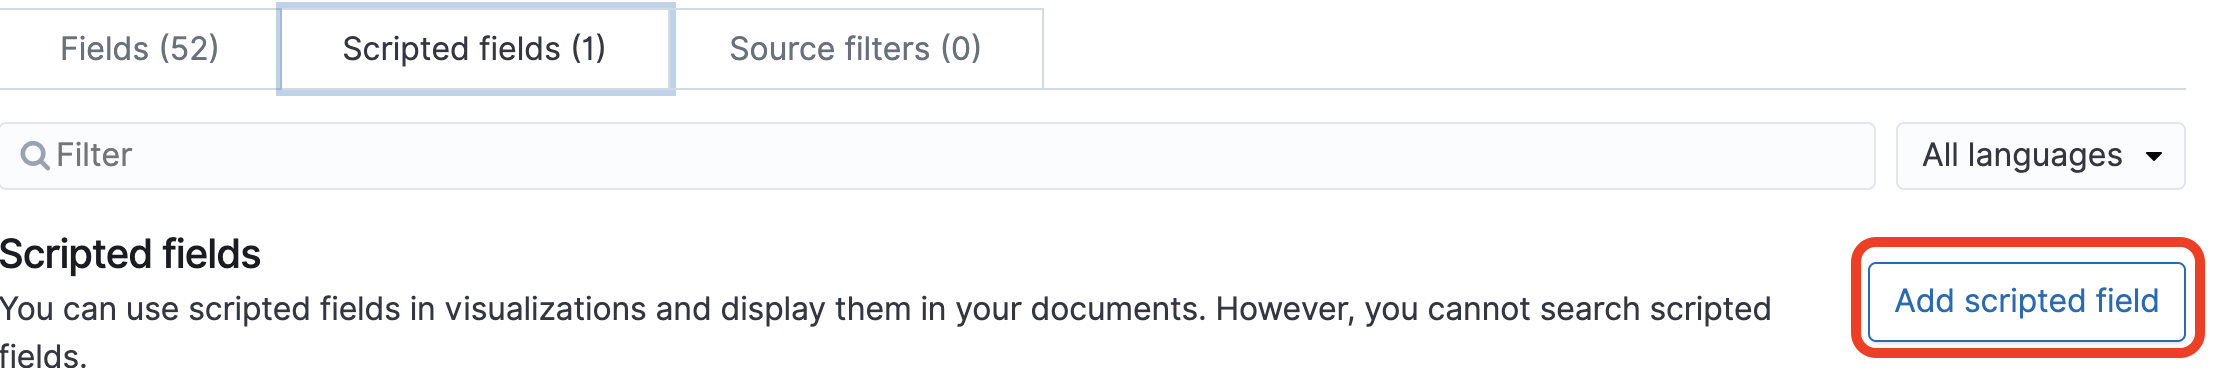 Fields (52)
Scripted fields (1)
Source filters (0)
Filter
All languages
Scripted fields
You can use scripted fields in visualizations and display them in your documents. However, you cannot search scripted
fields.
Add scripted field